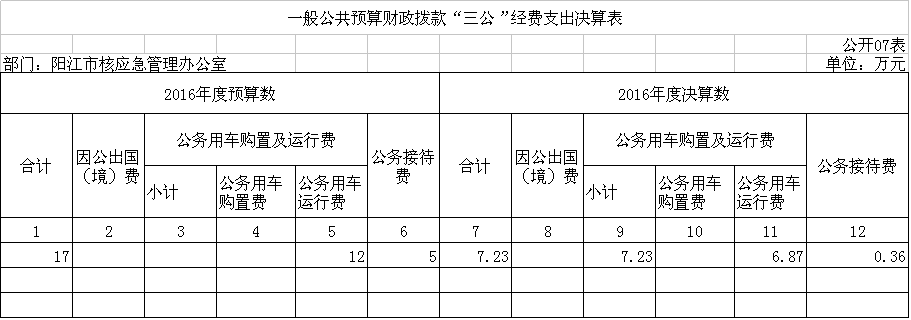 一般公共预算财政拨款“三公 ”经费支出决算表
公开07表
部门：阳江市核应急管理办公室 单位：万元
2016年度预算数 2016年度决算数
合计 因公出国（境）费 公务用车购置及运行费 公务接待费 合计 因公出国（境）费 公务用车购置及运行费 公务接待费
小计 公务用车购置费 公务用车运行费 小计 公务用车购置费 公务用车运行费
1 2 3 4 5 6 7 8 9 10 11 12
17 12 5 7.23 7.23 6.87 0.36